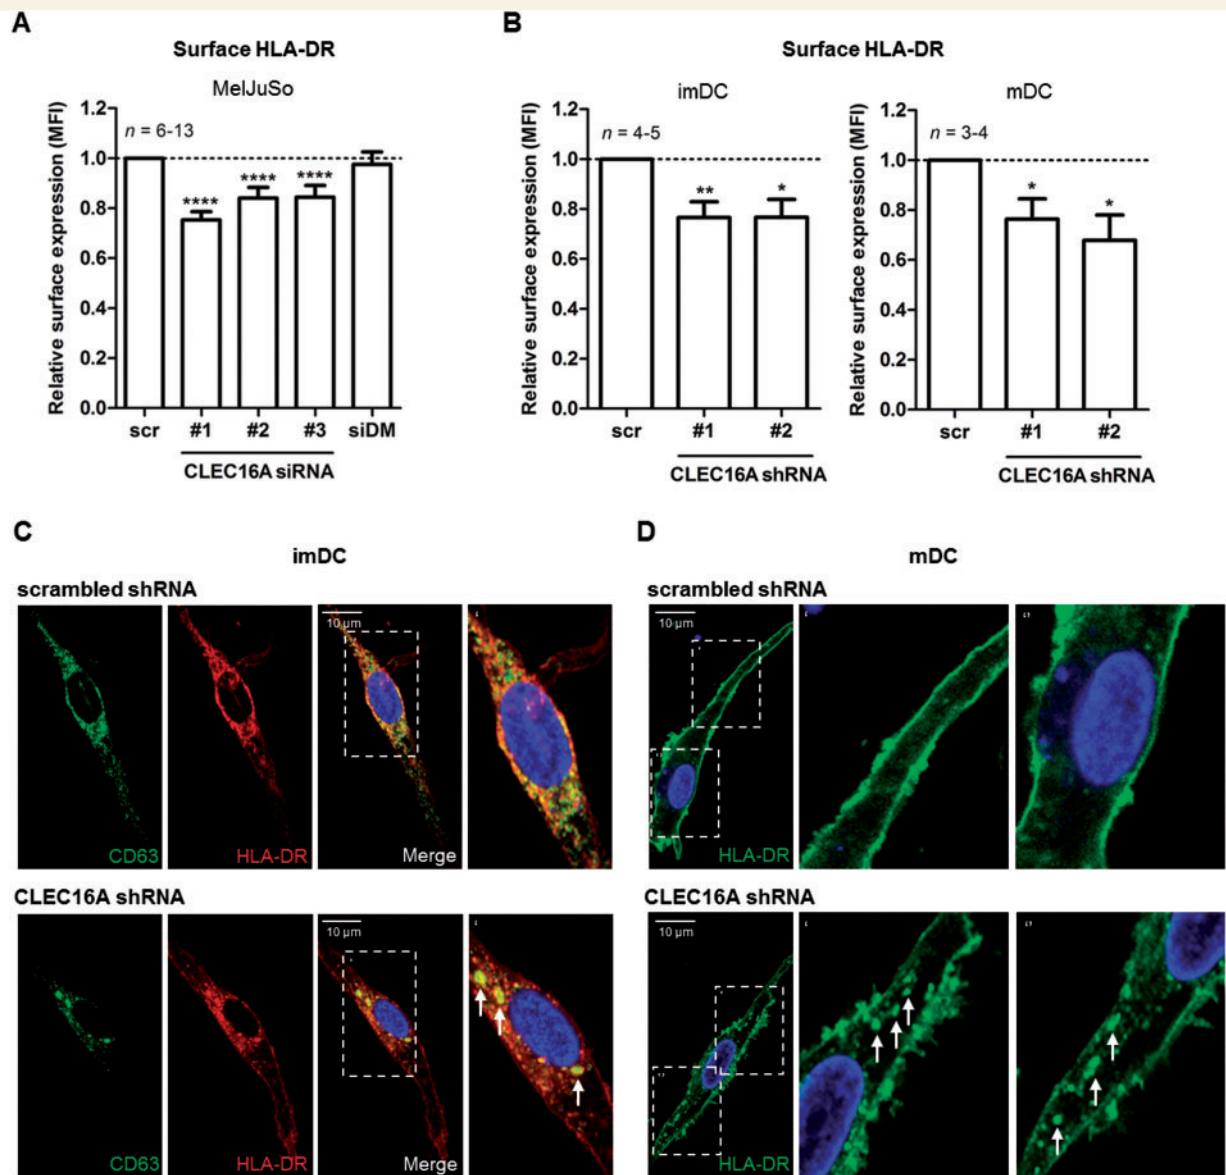 A
Surface HLA-DR
MelJuSo
Relative surface expression (MFI)
1.2
1.0
0.8
0.6
0.4
0.2
0.0
n = 6-13
****
****
****
scr
#1
#2
#3
siDM
CLEC16A siRNA
B
Surface HLA-DR
imDC
Relative surface expression (MFI)
1.2
1.0
0.8
0.6
0.4
0.2
0.0
n = 4-5
**
*
scr
#1
#2
CLEC16A shRNA
mDC
Relative surface expression (MFI)
1.2
1.0
0.8
0.6
0.4
0.2
0.0
n = 3-4
*
*
scr
#1
#2
CLEC16A shRNA
C
imDC
scrambled shRNA
CD63
HLA-DR
10 µm
Merge
CLEC16A shRNA
CD63
HLA-DR
10 µm
Merge
D
mDC
scrambled shRNA
10 µm
HLA-DR
CLEC16A shRNA
10 µm
HLA-DR